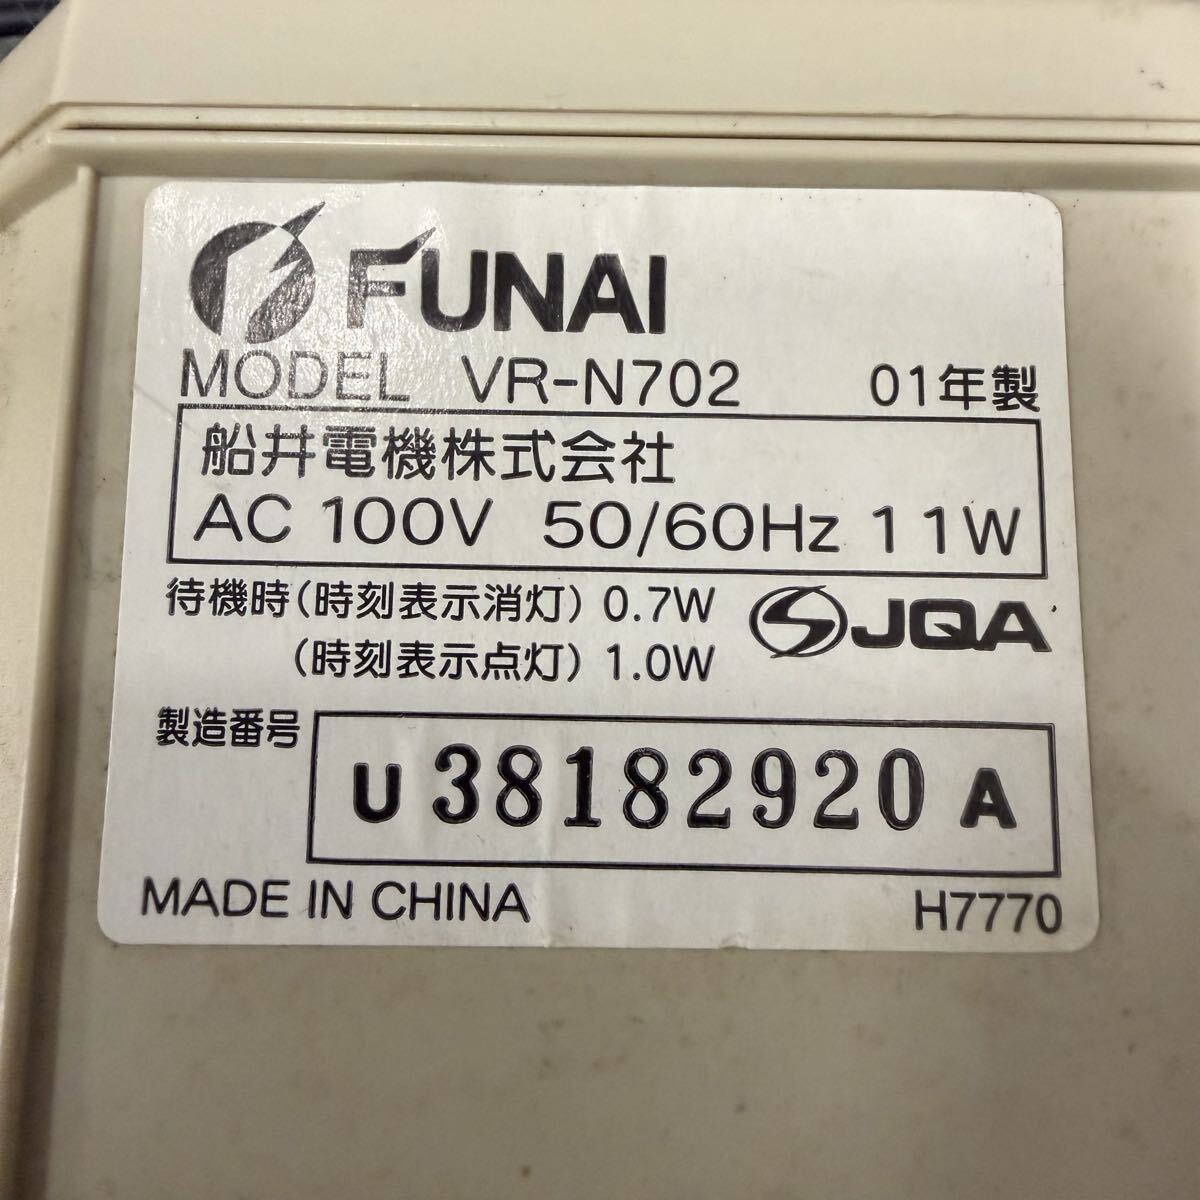 FUNAI
MODEL VR-N702 01年製
船井電機株式会社
AC 100V 50/60Hz 11W
待機時(時刻表示消灯) 0.7W
(時刻表示点灯) 1.0W
JQA
製造番号 U 38182920 A
MADE IN CHINA H7770